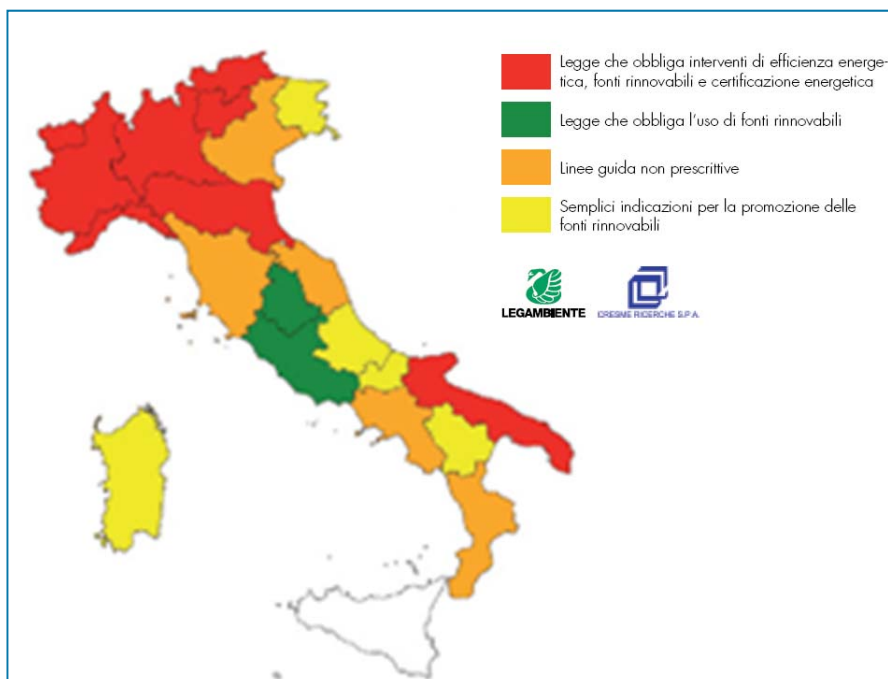 Legge che obbliga interventi di efficienza energe-
tica, fonti rinnovabili e certificazione energetica
Legge che obbliga l'uso di fonti rinnovabili
Linee guida non prescrittive
Semplici indicazioni per la promozione delle
fonti rinnovabili
LEGAMBIENTE CRESME RICERCHE S.P.A.